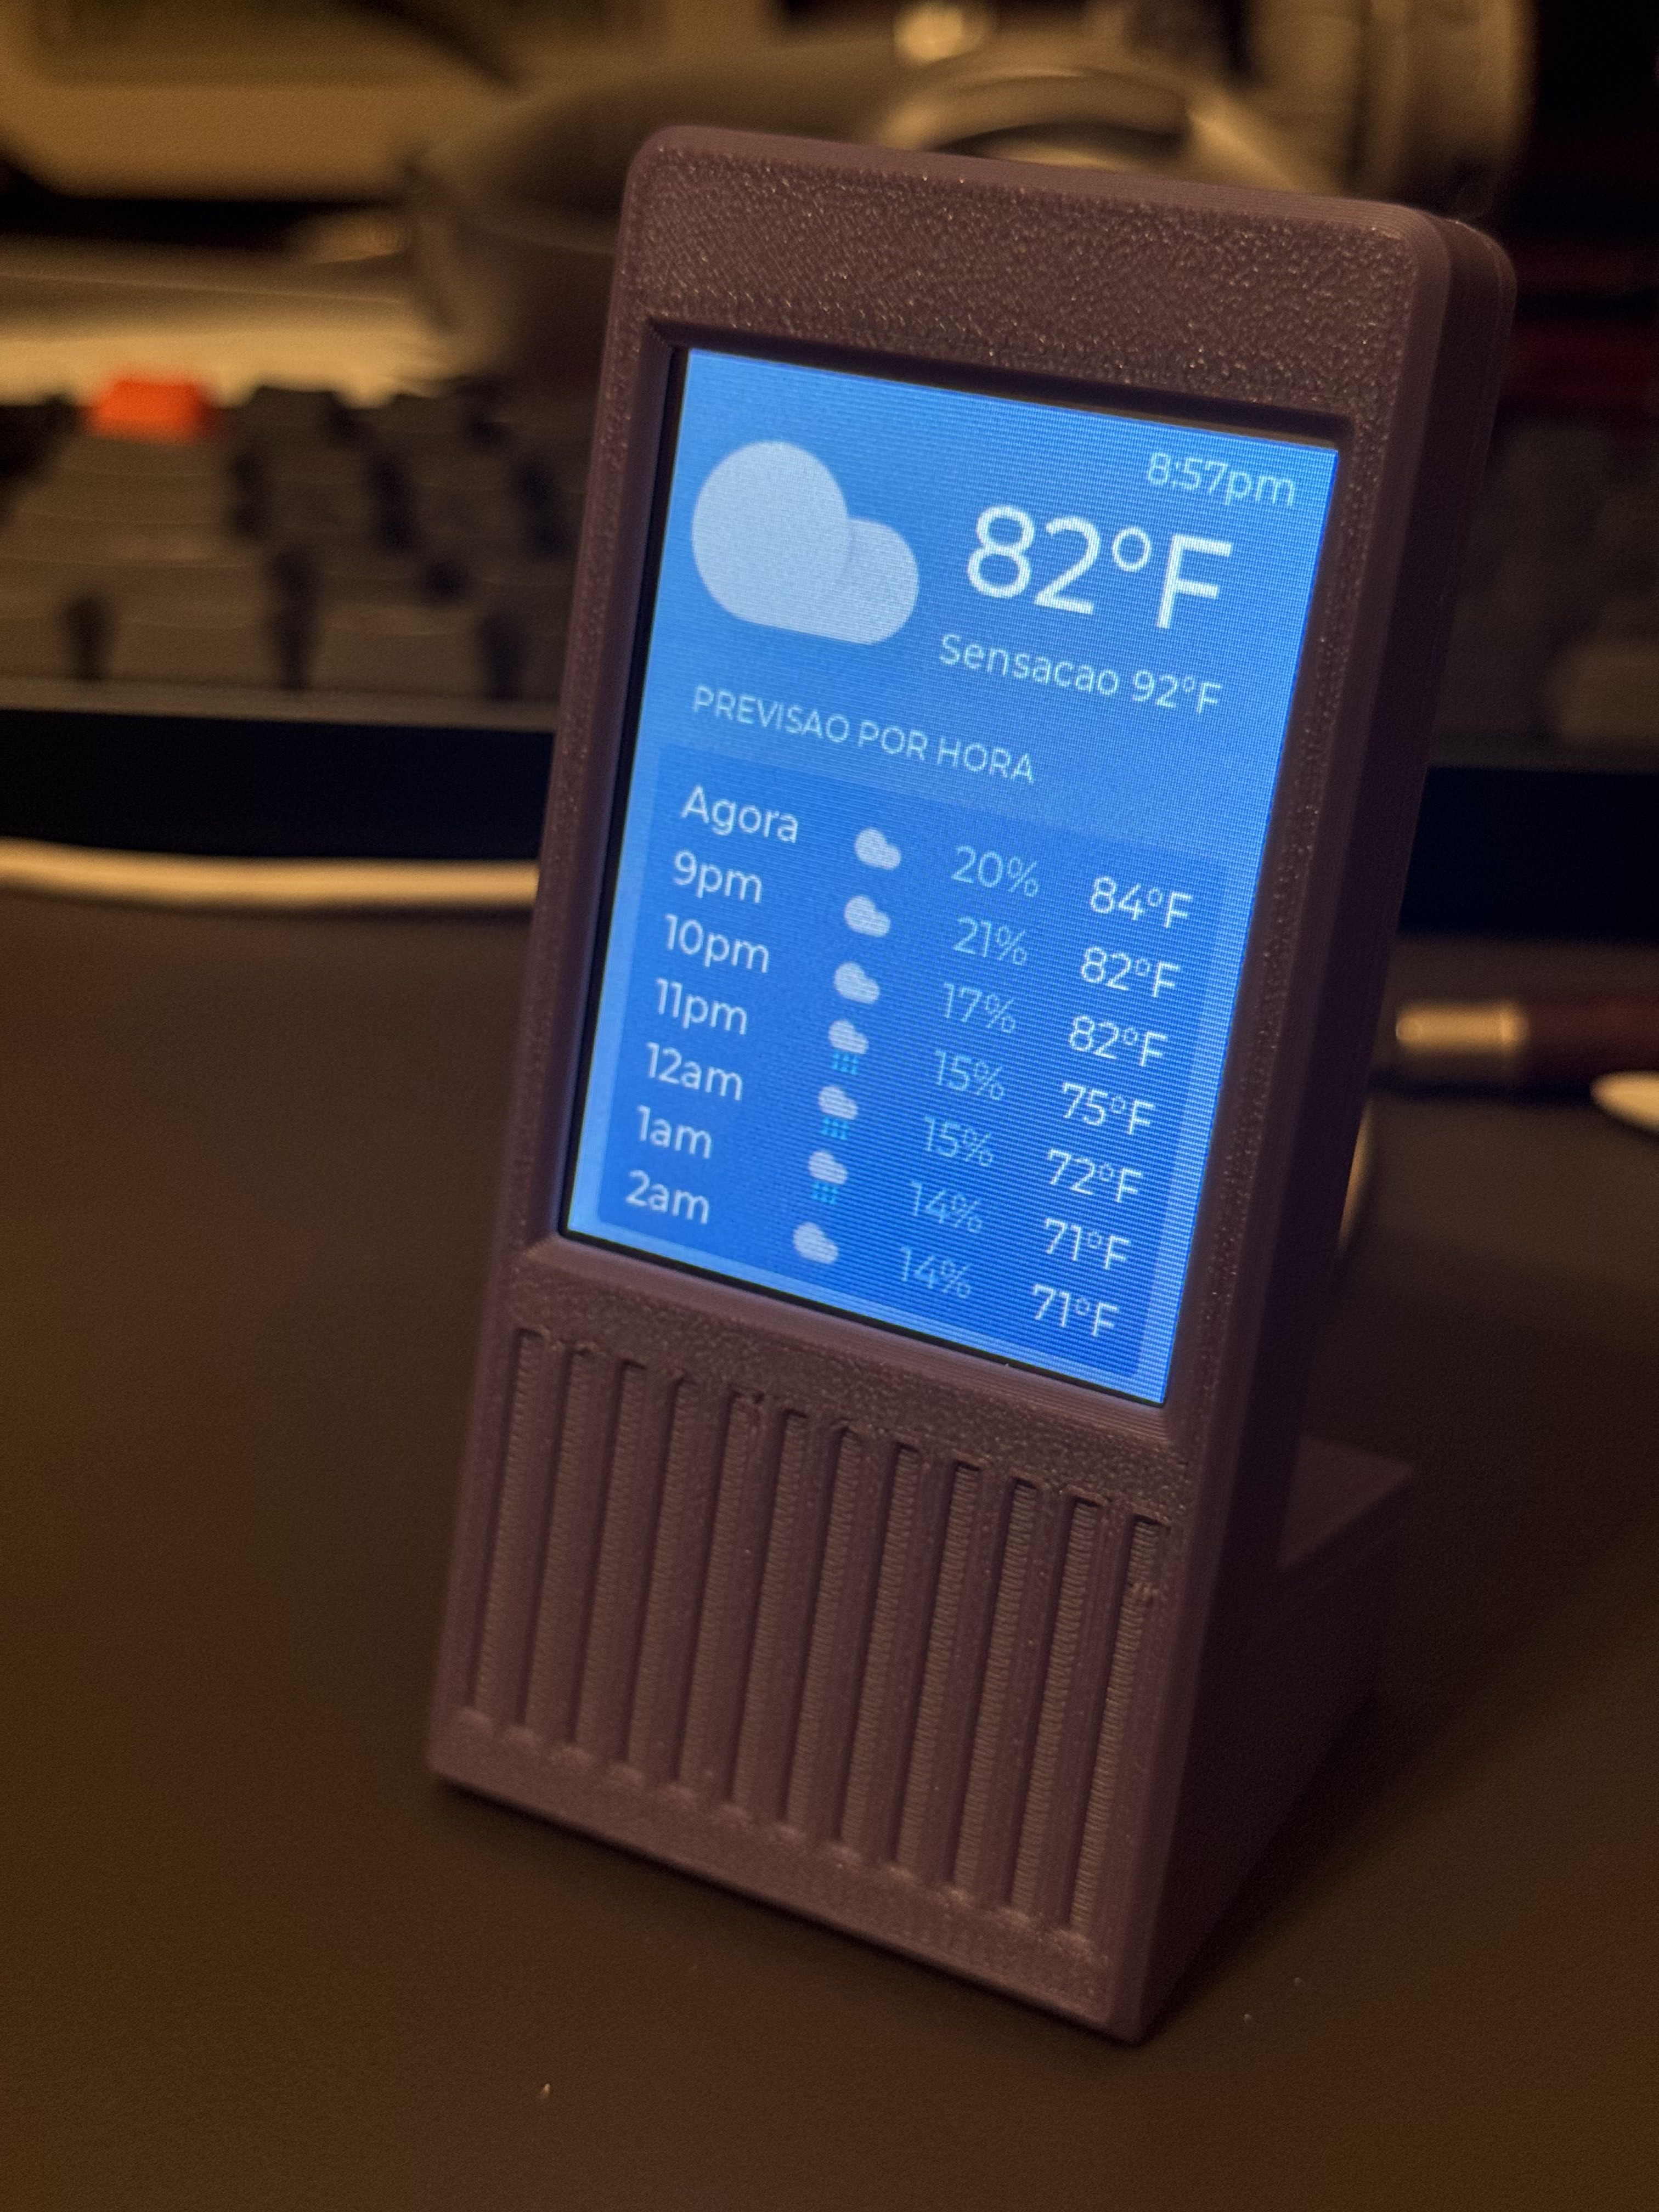 8:57pm
82°F
Sensacao 92°F
PREVISAO POR HORA
Agora 20% 84°F
9pm 21% 82°F
10pm 17% 82°F
11pm 15% 75°F
12am 15% 72°F
1am 14% 71°F
2am 14% 71°F